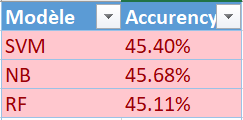 Modèle Accurency
SVM 45.40%
NB 45.68%
RF 45.11%